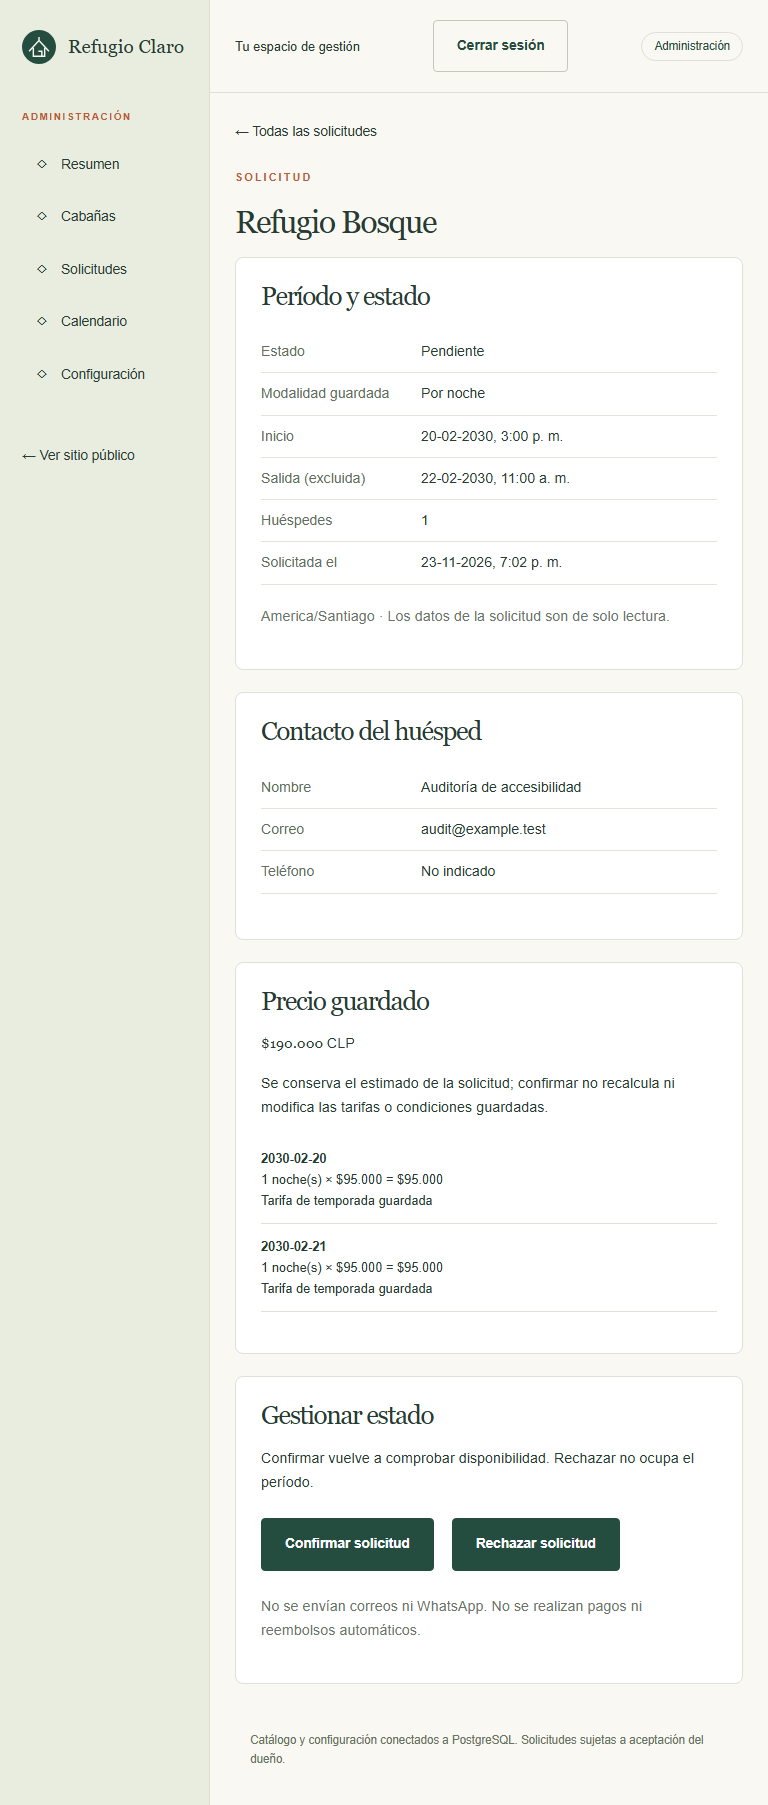 Refugio Claro
Tu espacio de gestión
Cerrar sesión
Administración
ADMINISTRACIÓN
Resumen
Cabañas
Solicitudes
Calendario
Configuración
← Ver sitio público
← Todas las solicitudes
SOLICITUD
Refugio Bosque
Período y estado
Estado Pendiente
Modalidad guardada Por noche
Inicio 20-02-2030, 3:00 p. m.
Salida (excluida) 22-02-2030, 11:00 a. m.
Huéspedes 1
Solicitada el 23-11-2026, 7:02 p. m.
America/Santiago · Los datos de la solicitud son de solo lectura.
Contacto del huésped
Nombre Auditoría de accesibilidad
Correo audit@example.test
Teléfono No indicado
Precio guardado
$190.000 CLP
Se conserva el estimado de la solicitud; confirmar no recalcula ni
modifica las tarifas o condiciones guardadas.
2030-02-20
1 noche(s) × $95.000 = $95.000
Tarifa de temporada guardada
2030-02-21
1 noche(s) × $95.000 = $95.000
Tarifa de temporada guardada
Gestionar estado
Confirmar vuelve a comprobar disponibilidad. Rechazar no ocupa el
período.
Confirmar solicitud
Rechazar solicitud
No se envían correos ni WhatsApp. No se realizan pagos ni
reembolsos automáticos.
Catálogo y configuración conectados a PostgreSQL. Solicitudes sujetas a aceptación del
dueño.